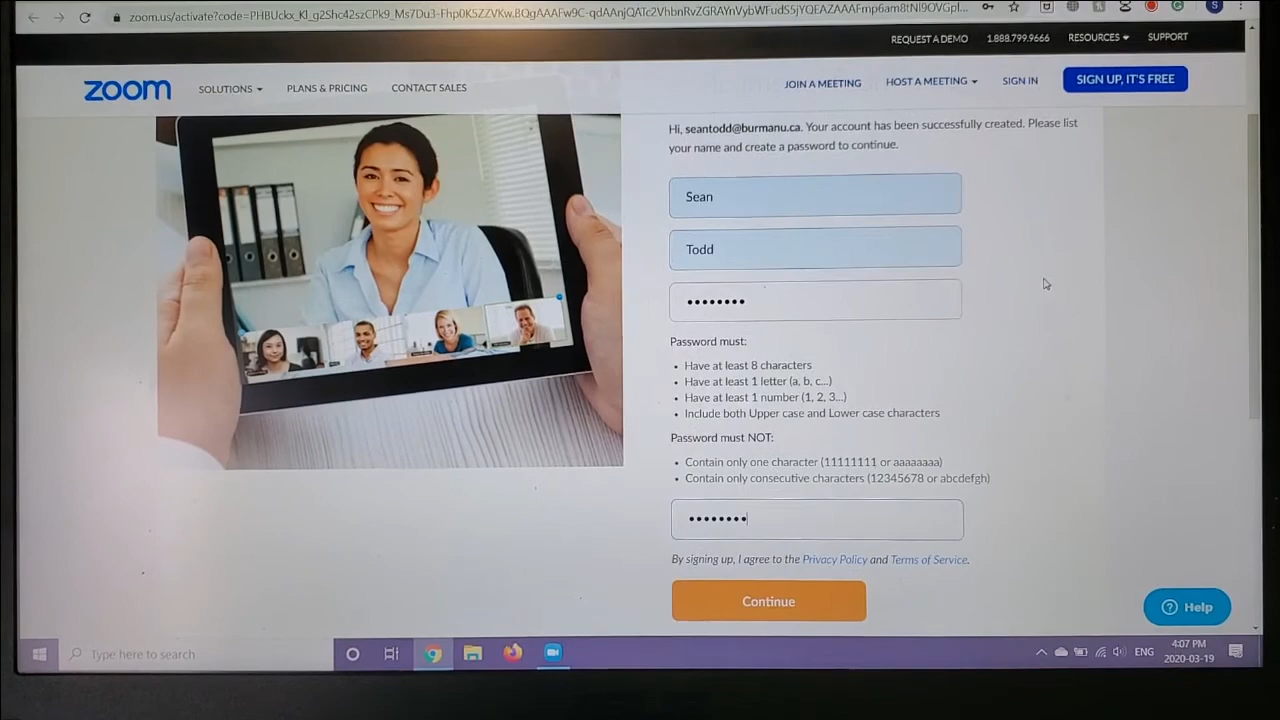 REQUEST A DEMO 1.888.799.9666 RESOURCES SUPPORT
zoom SOLUTIONS PLANS & PRICING CONTACT SALES JOIN A MEETING HOST A MEETING SIGN IN SIGN UP, IT'S FREE
Hi, seantodd@burmanu.ca. Your account has been successfully created. Please list
your name and create a password to continue.
Sean
Todd
••••••••
Password must:
• Have at least 8 characters
• Have at least 1 letter (a, b, c...)
• Have at least 1 number (1, 2, 3...)
• Include both Upper case and Lower case characters
Password must NOT:
• Contain only one character (11111111 or aaaaaaaa)
• Contain only consecutive characters (12345678 or abcdefgh)
••••••••
By signing up, I agree to the Privacy Policy and Terms of Service.
Continue
Help
Type here to search
ENG
4:07 PM
2020-03-19